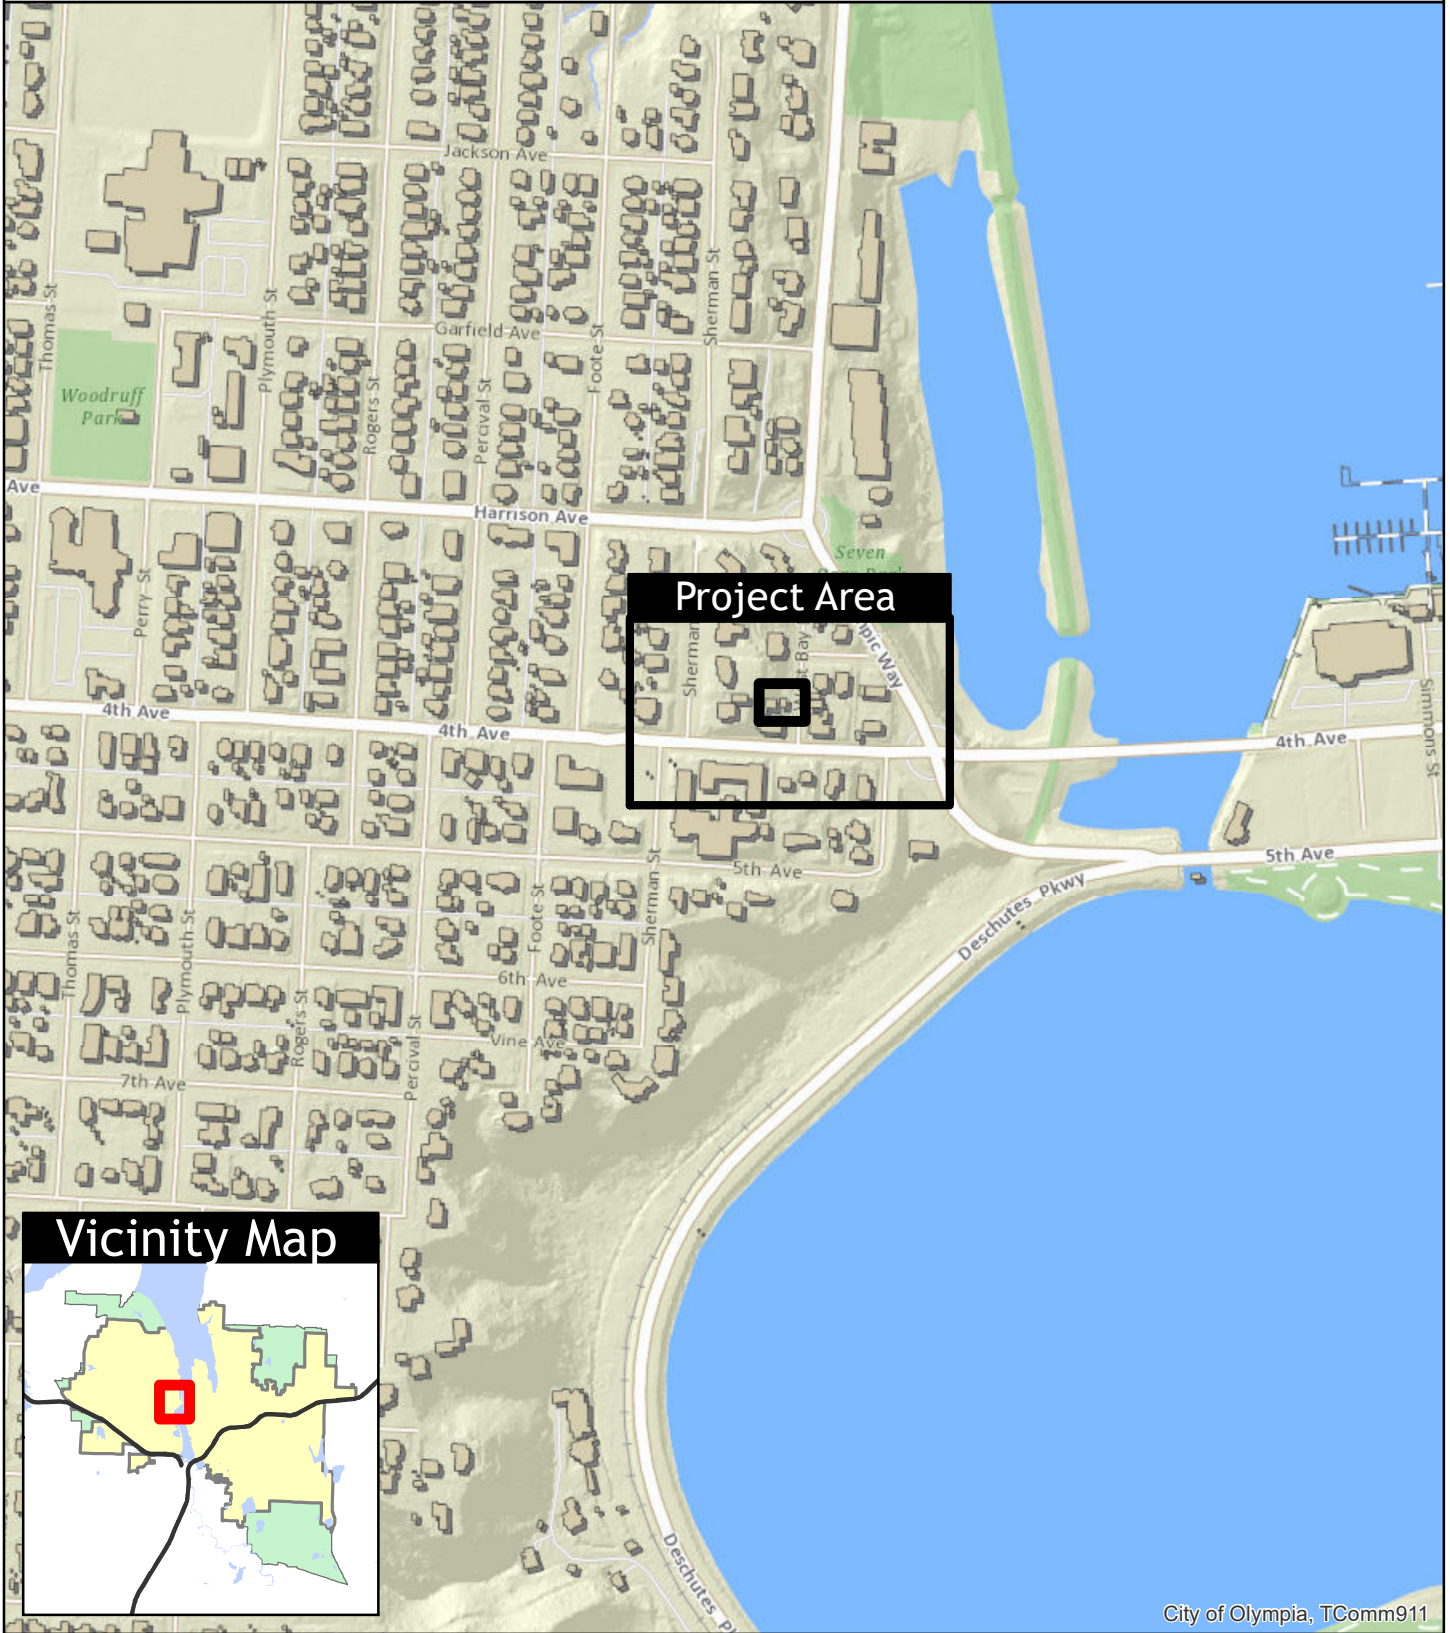 Jackson Ave
Thomas St
Plymouth St
Garfield Ave
Foote St
Sherman St
Woodruff
Park
Rogers St
Percival St
Ave
Harrison Ave
Seven
Project Area
Perry St
Sherman
Bay
pic Way
4th Ave
4th Ave
4th Ave
Simmons St
5th Ave
5th Ave
Deschutes Pkwy
Thomas St
Plymouth St
Foote St
Sherman St
6th Ave
Rogers St
Percival St
Vine Ave
7th Ave
Vicinity Map
Deschutes
City of Olympia, TComm911